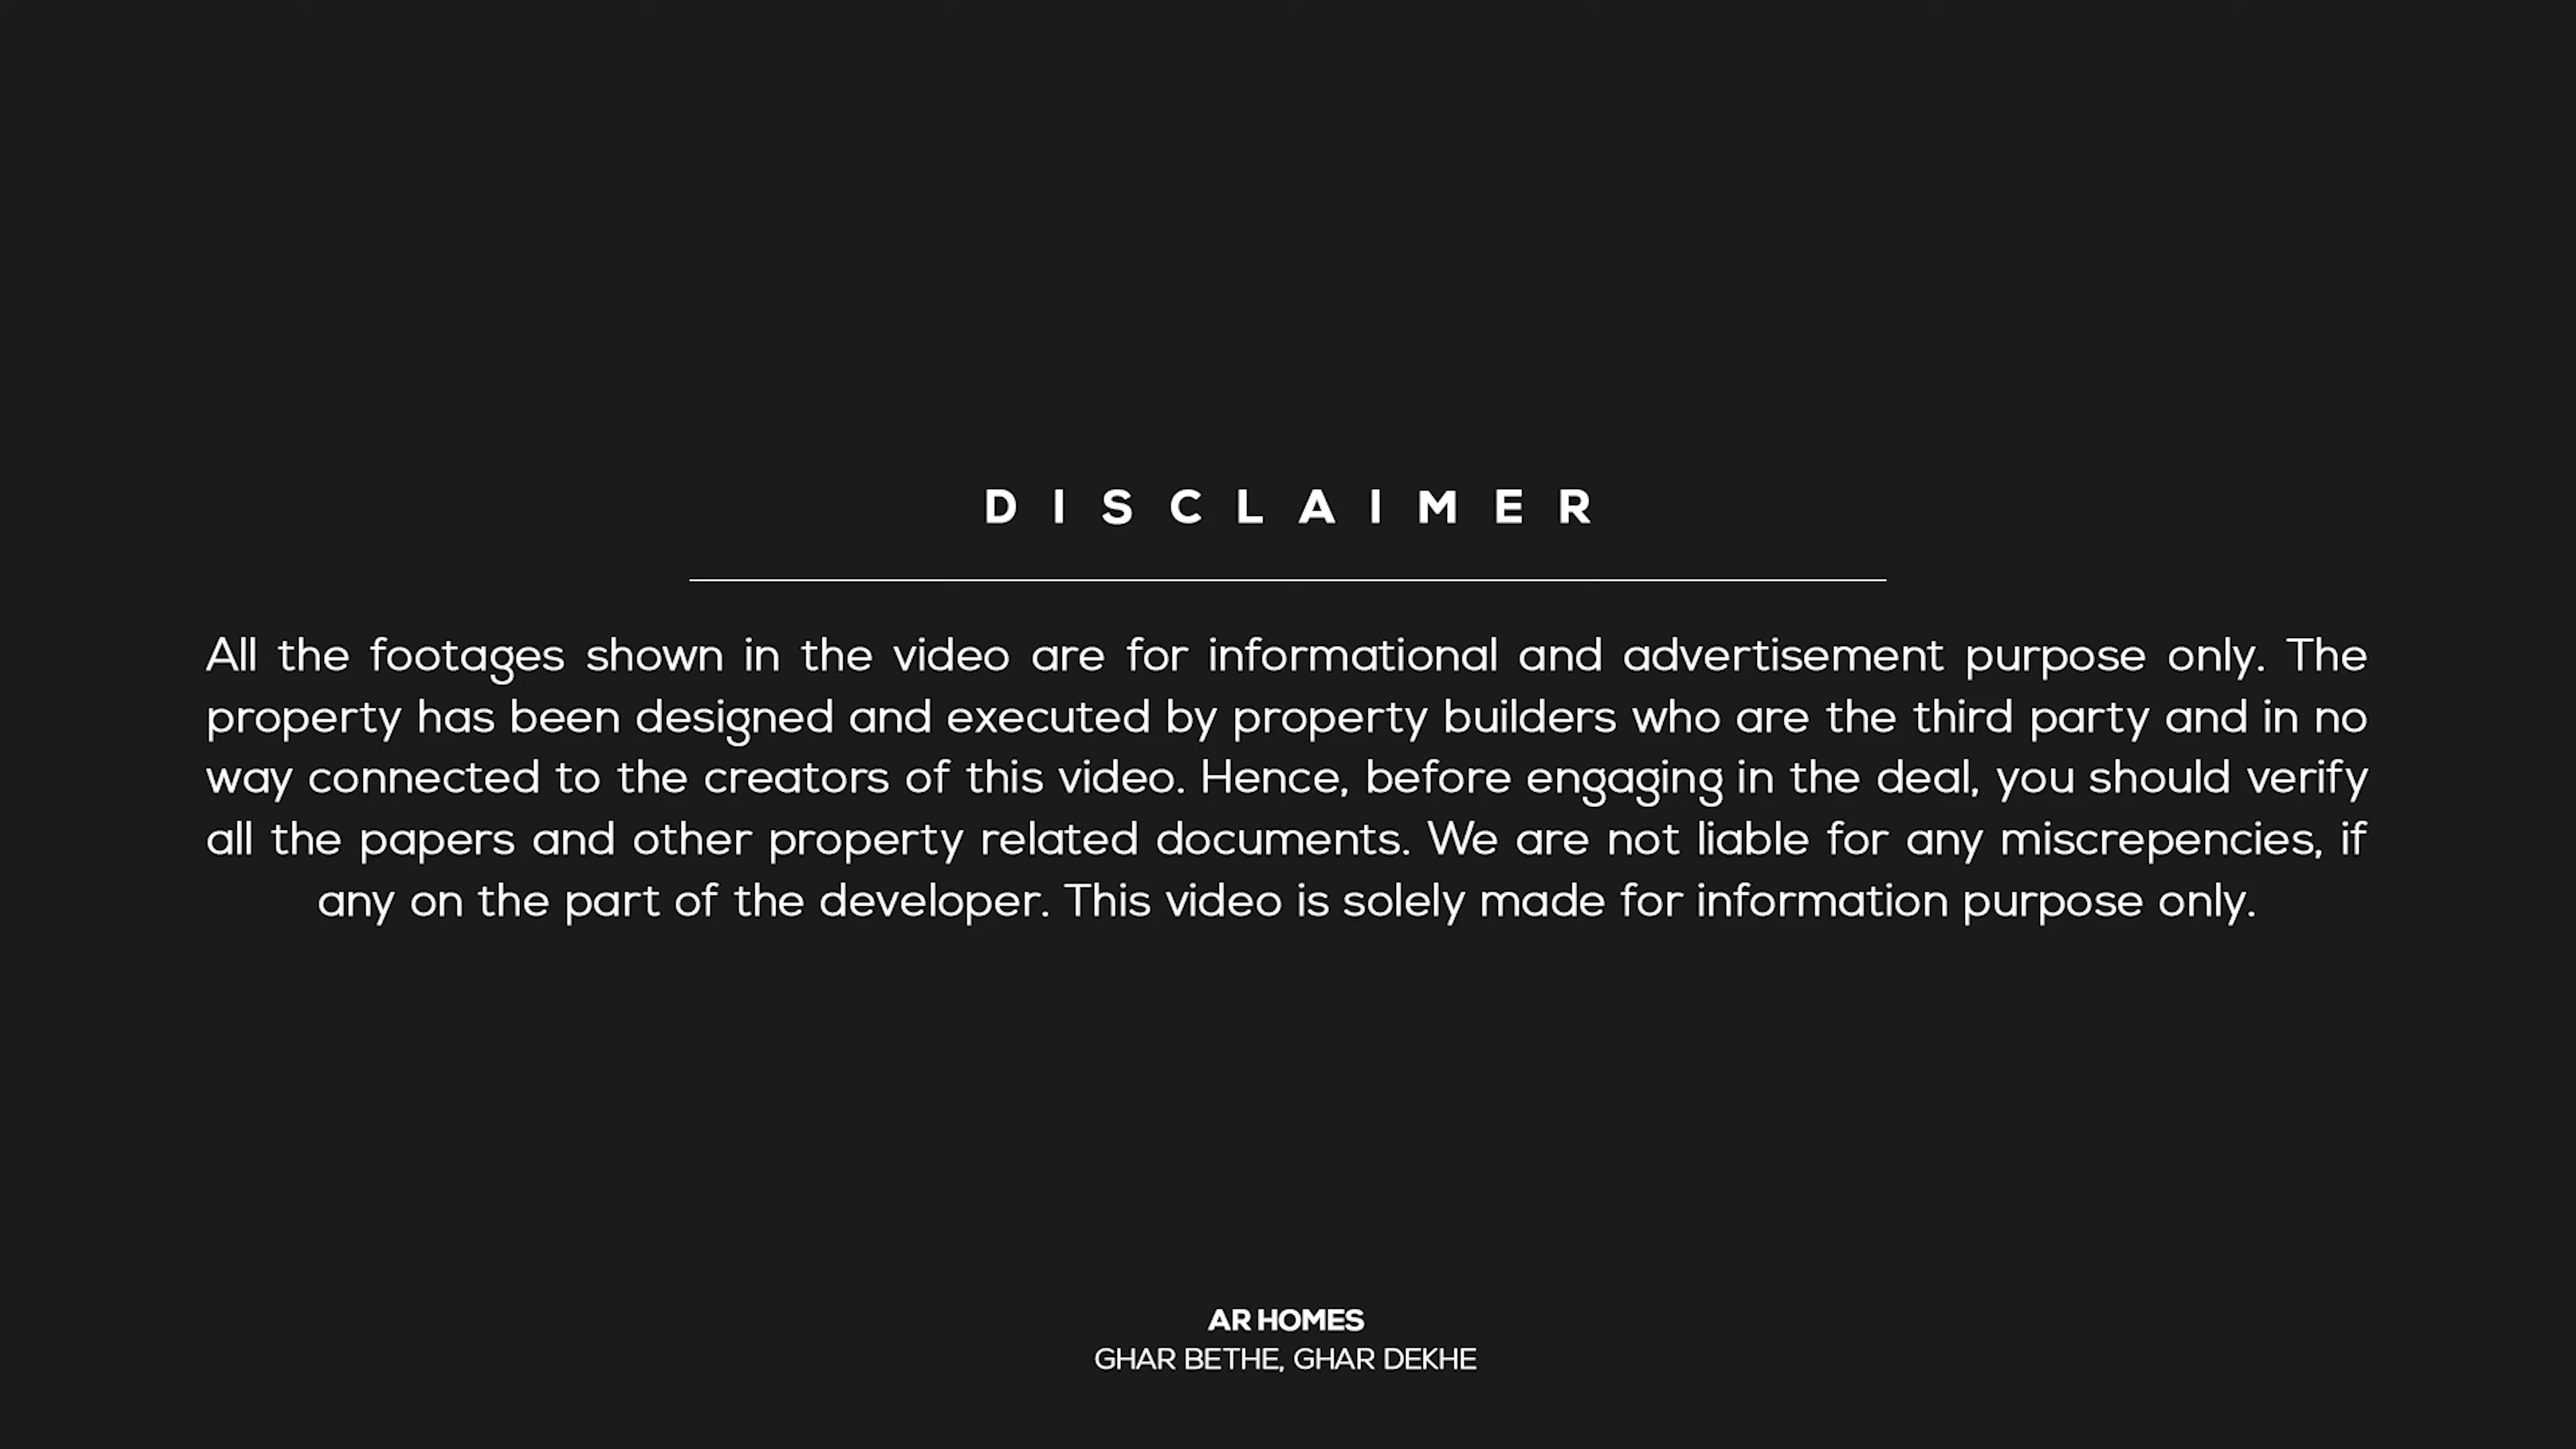 DISCLAIMER
All the footages shown in the video are for informational and advertisement purpose only. The
property has been designed and executed by property builders who are the third party and in no
way connected to the creators of this video. Hence, before engaging in the deal, you should verify
all the papers and other property related documents. We are not liable for any miscrepencies, if
any on the part of the developer. This video is solely made for information purpose only.
AR HOMES
GHAR BETHE, GHAR DEKHE